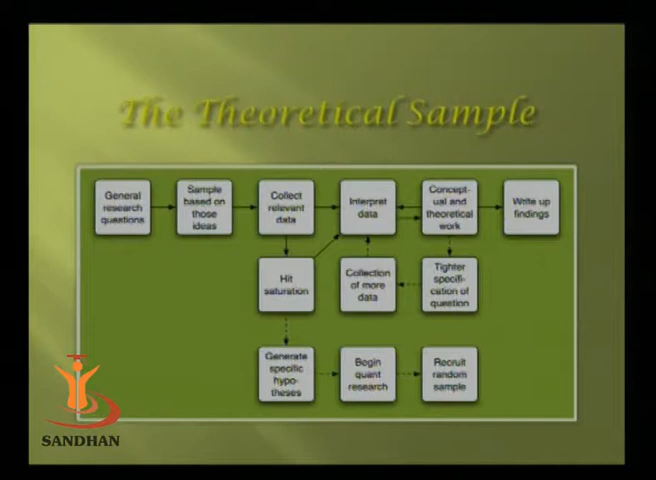 The Theoretical Sample
General
research
questions
Sample
based on
those
ideas
Collect
relevant
data
Interpret
data
Concept-
ual and
theoretical
work
Write up
findings
Hit
saturation
Collection
of more
data
Tighter
specifi-
cation of
question
Generate
specific
hypo-
theses
Begin
quant
research
Recruit
random
sample
SANDHAN